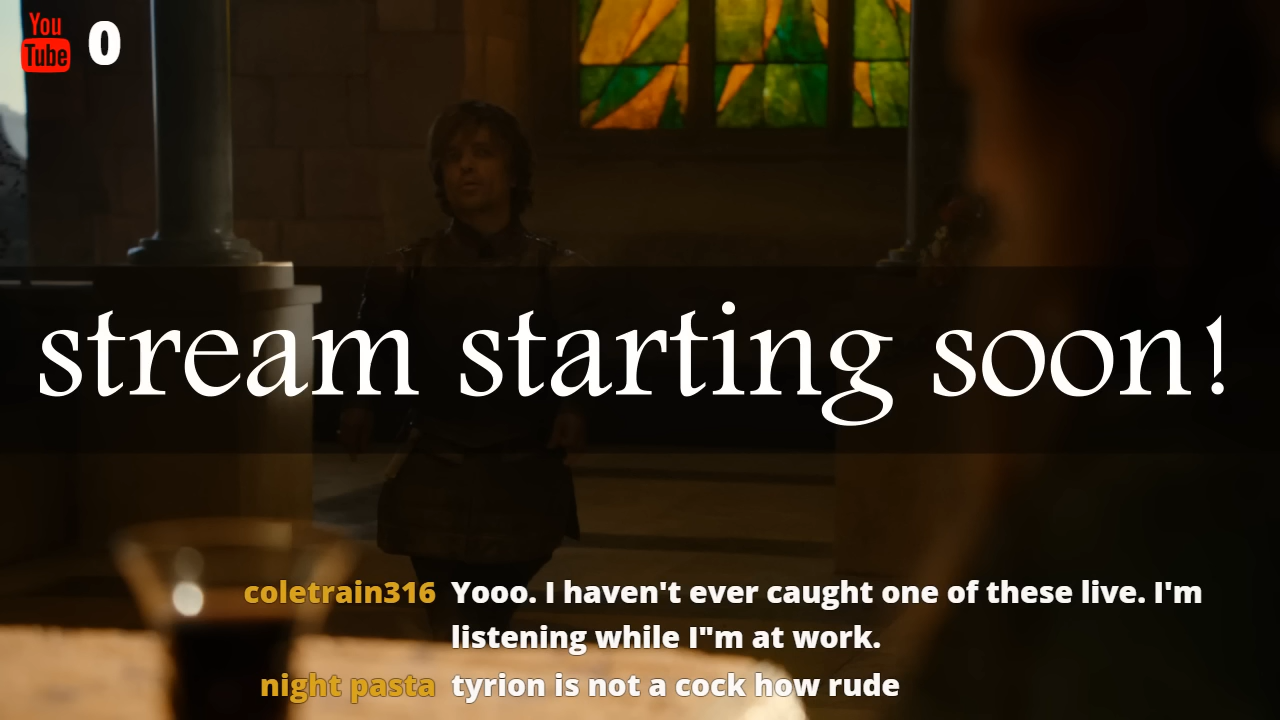 You
Tube 0
stream starting soon!
coletrain316 Yooo. I haven't ever caught one of these live. I'm
listening while I"m at work.
night pasta tyrion is not a cock how rude